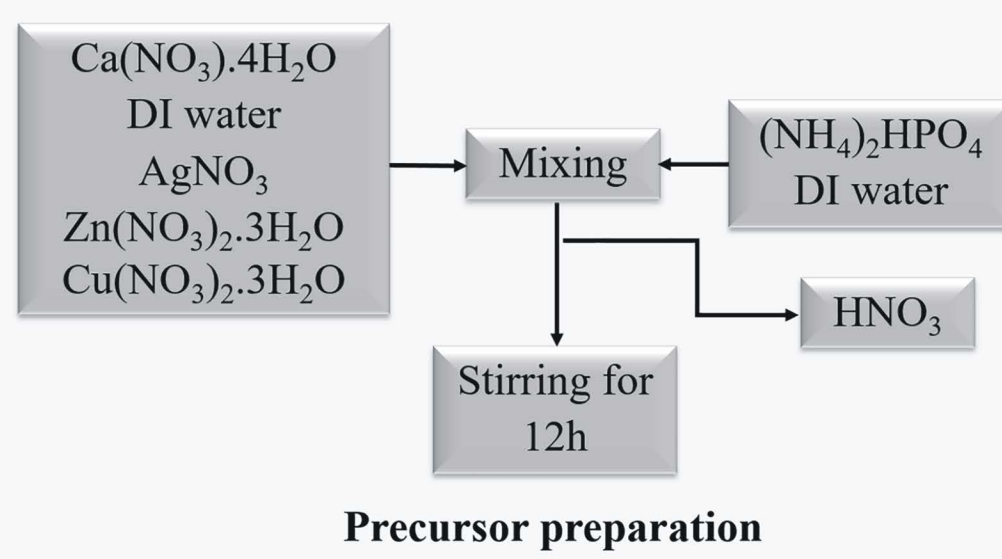 Ca(NO₃).4H₂O
DI water
AgNO₃
Zn(NO₃)₂.3H₂O
Cu(NO₃)₂.3H₂O
Mixing
(NH₄)₂HPO₄
DI water
HNO₃
Stirring for
12h
Precursor preparation